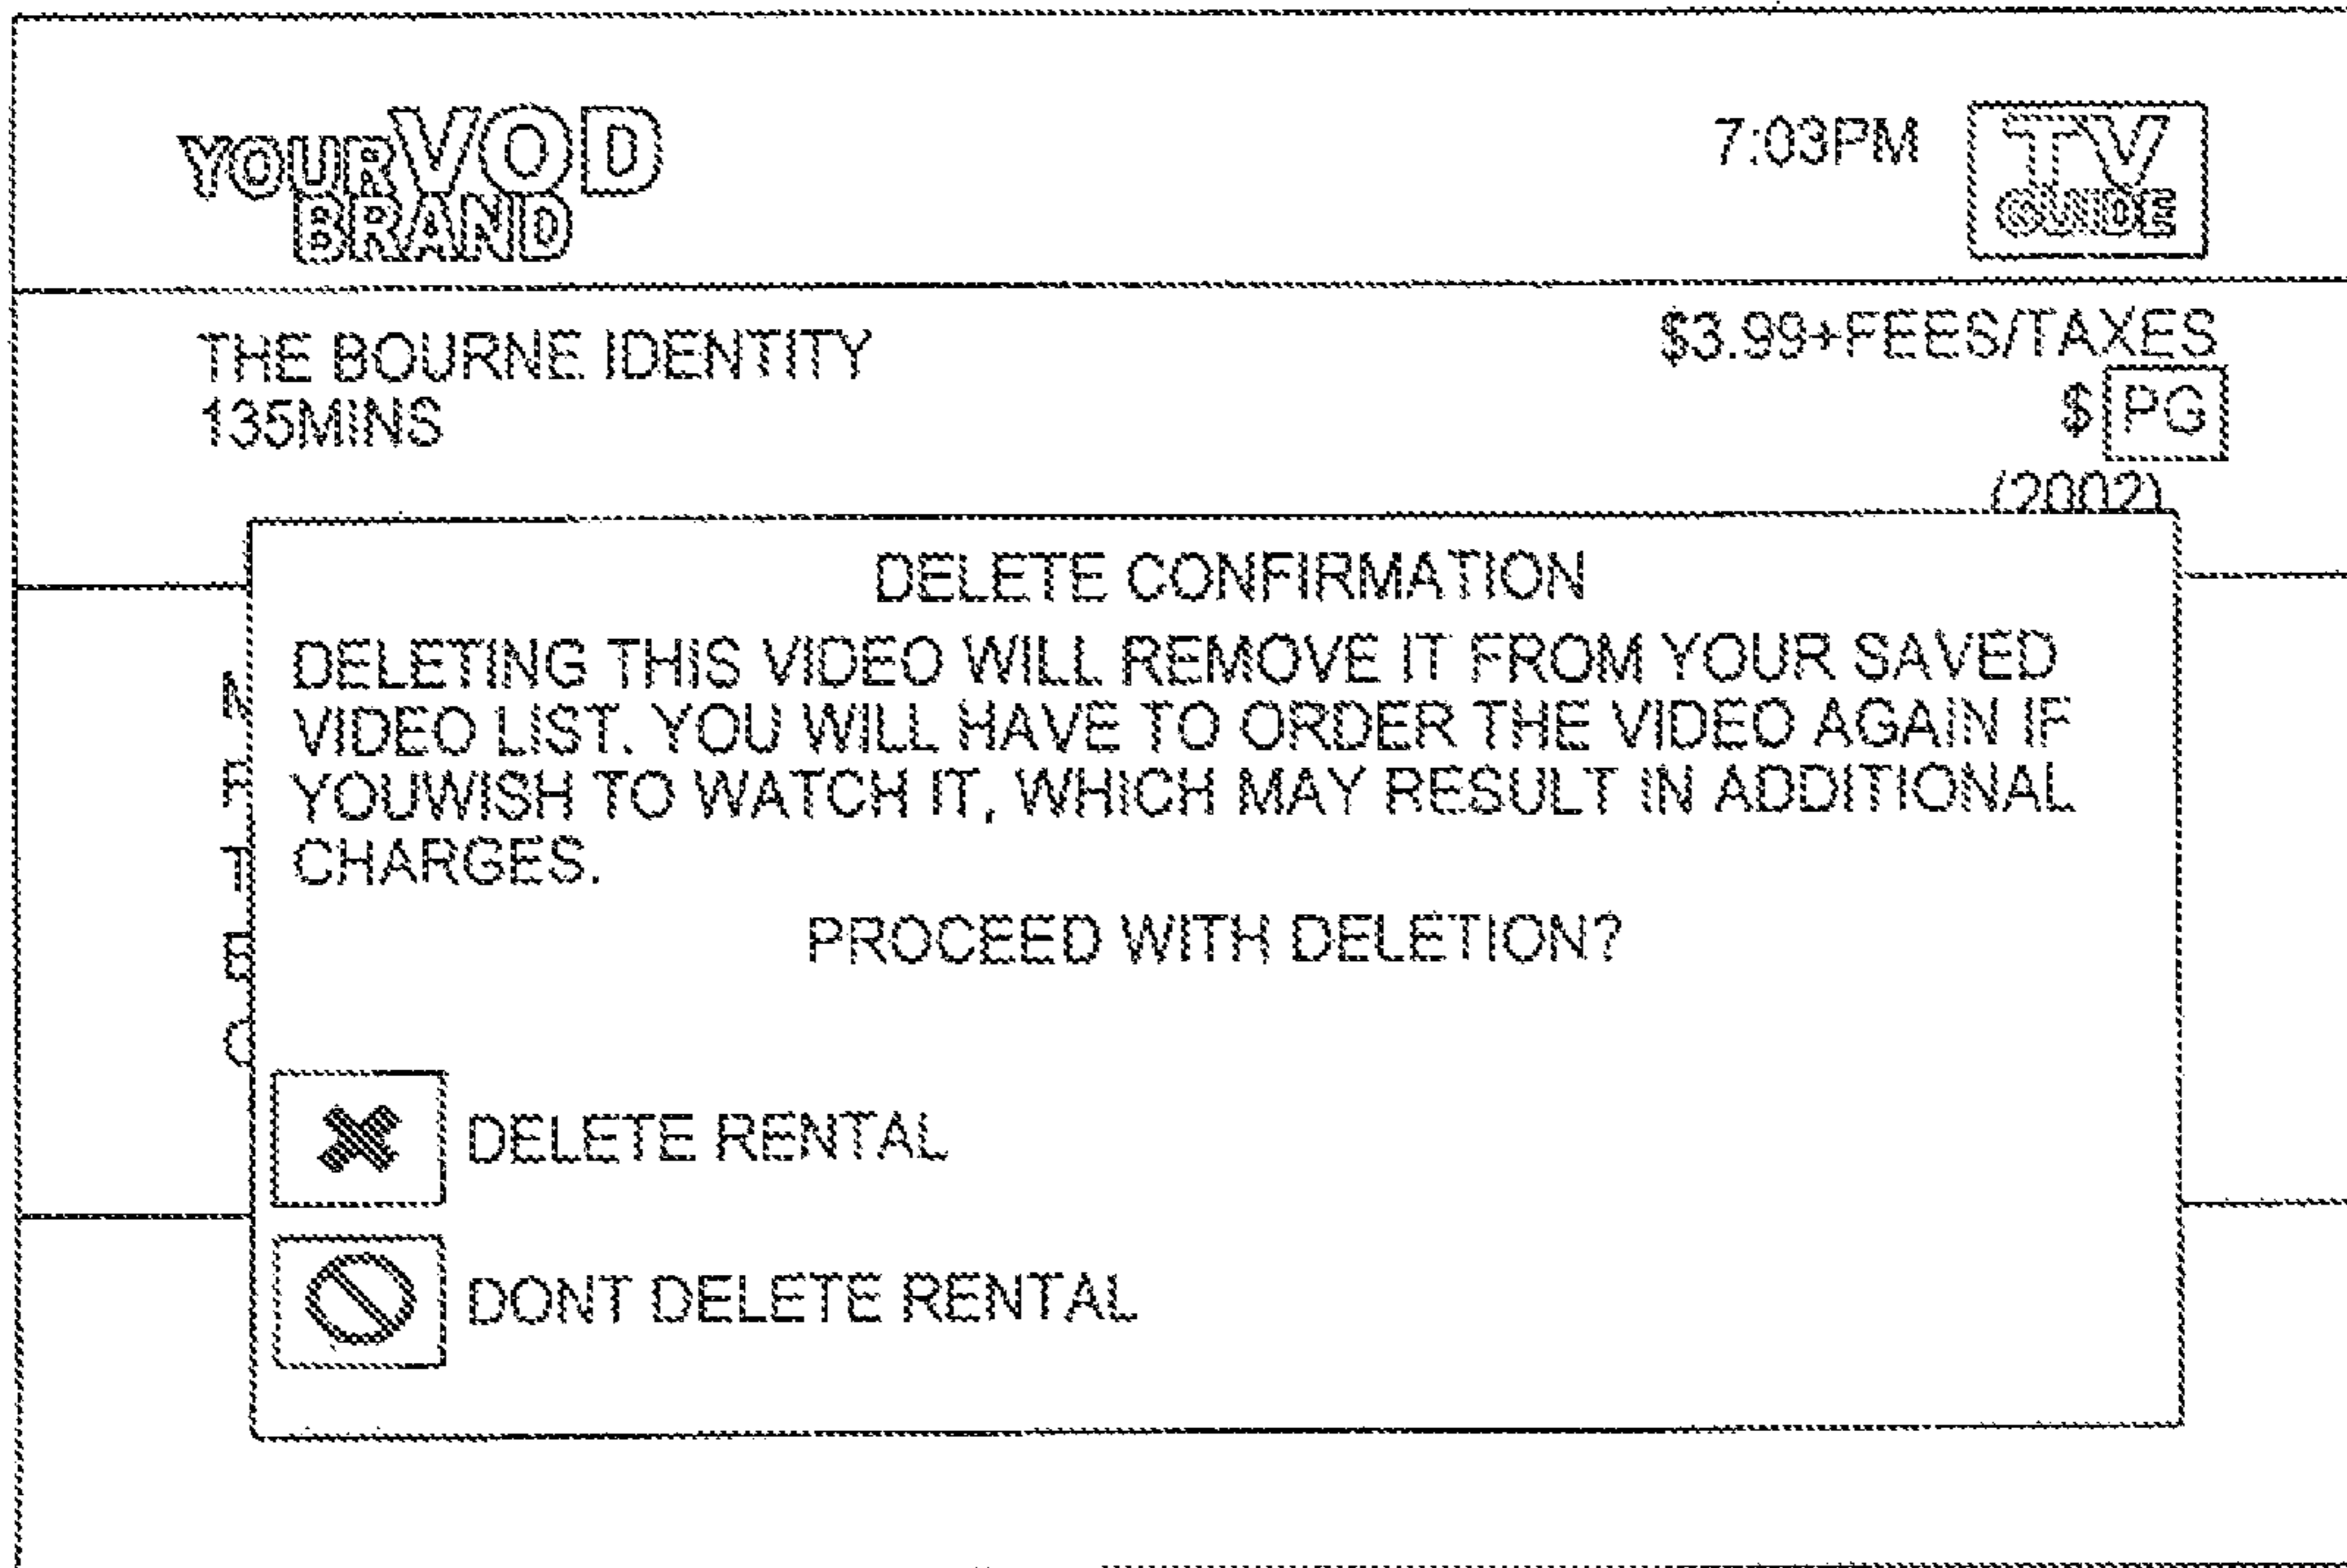 YOUR VOD
BRAND
7:03PM
TV
GUIDE
THE BOURNE IDENTITY
$3.99+FEES/TAXES
135MINS
$ PG
(2002)
DELETE CONFIRMATION
DELETING THIS VIDEO WILL REMOVE IT FROM YOUR SAVED
VIDEO LIST. YOU WILL HAVE TO ORDER THE VIDEO AGAIN IF
YOUWISH TO WATCH IT, WHICH MAY RESULT IN ADDITIONAL
CHARGES.
PROCEED WITH DELETION?
DELETE RENTAL
DONT DELETE RENTAL